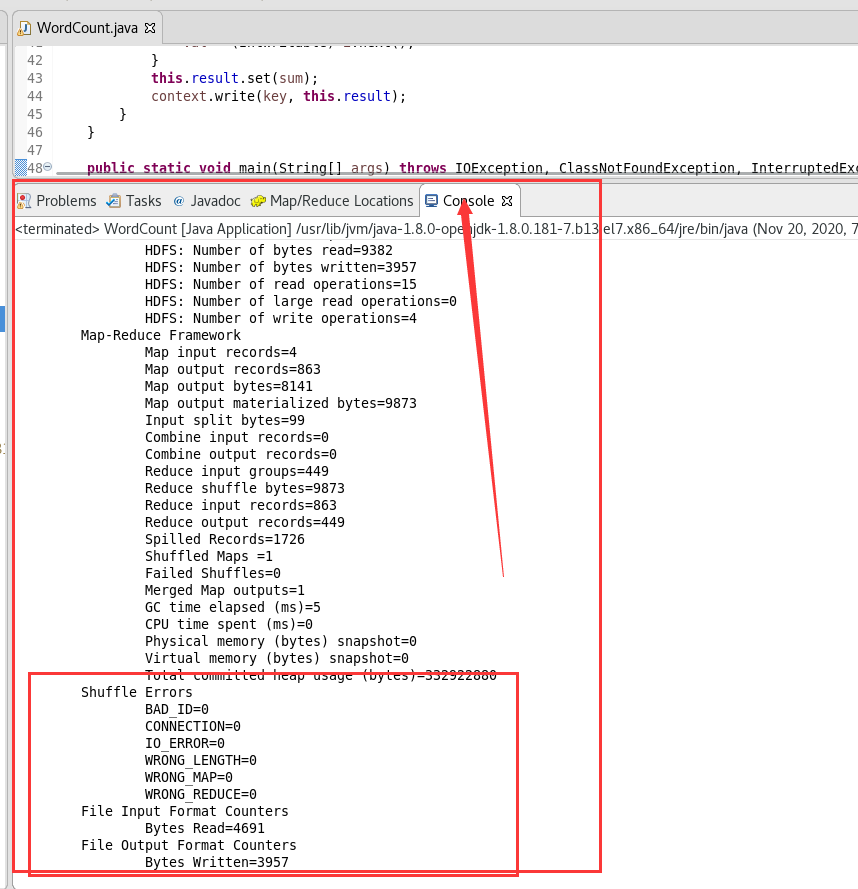 WordCount.java
42 }
43 this.result.set(sum);
44 context.write(key, this.result);
45 }
46 }
47
48 public static void main(String[] args) throws IOException, ClassNotFoundException, InterruptedExc
Problems Tasks @ Javadoc Map/Reduce Locations Console
<terminated> WordCount [Java Application] /usr/lib/jvm/java-1.8.0-openjdk-1.8.0.181-7.b13.el7.x86_64/jre/bin/java (Nov 20, 2020, 7
HDFS: Number of bytes read=9382
HDFS: Number of bytes written=3957
HDFS: Number of read operations=15
HDFS: Number of large read operations=0
HDFS: Number of write operations=4
Map-Reduce Framework
Map input records=4
Map output records=863
Map output bytes=8141
Map output materialized bytes=9873
Input split bytes=99
Combine input records=0
Combine output records=0
Reduce input groups=449
Reduce shuffle bytes=9873
Reduce input records=863
Reduce output records=449
Spilled Records=1726
Shuffled Maps =1
Failed Shuffles=0
Merged Map outputs=1
GC time elapsed (ms)=5
CPU time spent (ms)=0
Physical memory (bytes) snapshot=0
Virtual memory (bytes) snapshot=0
Total committed heap usage (bytes)=332922880
Shuffle Errors
BAD_ID=0
CONNECTION=0
IO_ERROR=0
WRONG_LENGTH=0
WRONG_MAP=0
WRONG_REDUCE=0
File Input Format Counters
Bytes Read=4691
File Output Format Counters
Bytes Written=3957